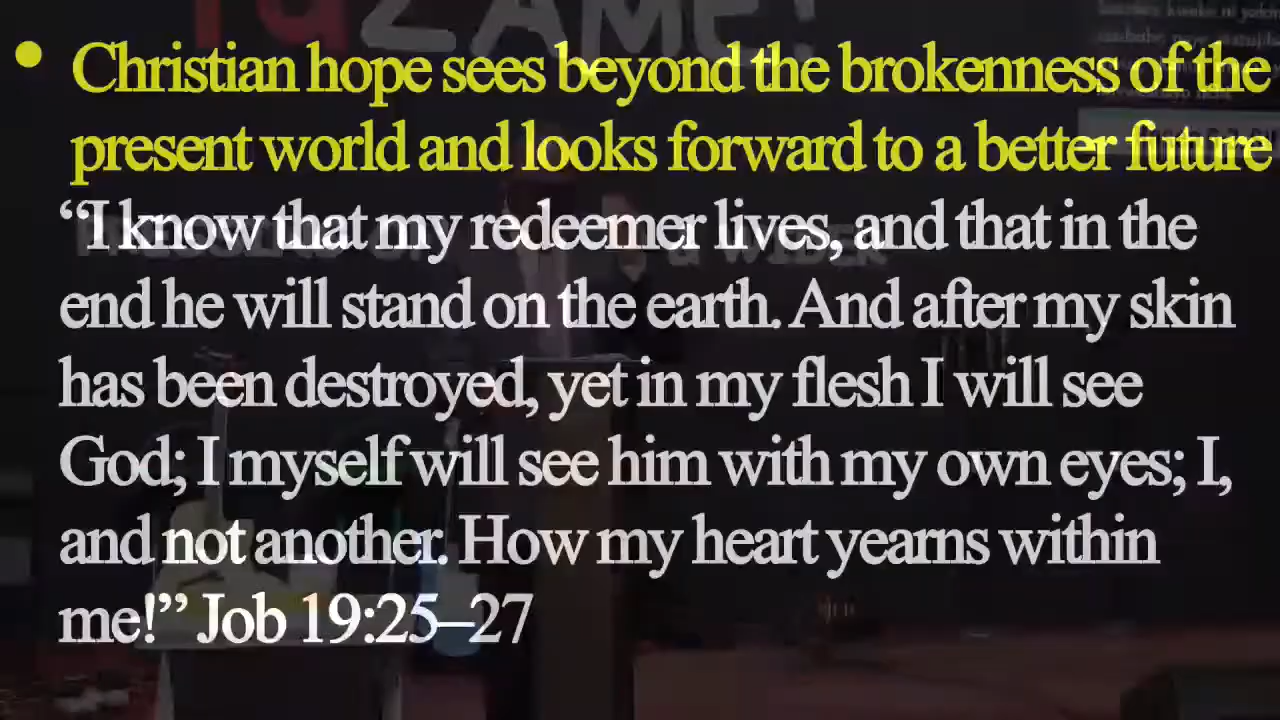 • Christian hope sees beyond the brokenness of the
present world and looks forward to a better future
“I know that my redeemer lives, and that in the
end he will stand on the earth. And after my skin
has been destroyed, yet in my flesh I will see
God; I myself will see him with my own eyes; I,
and not another. How my heart yearns within
me!” Job 19:25–27